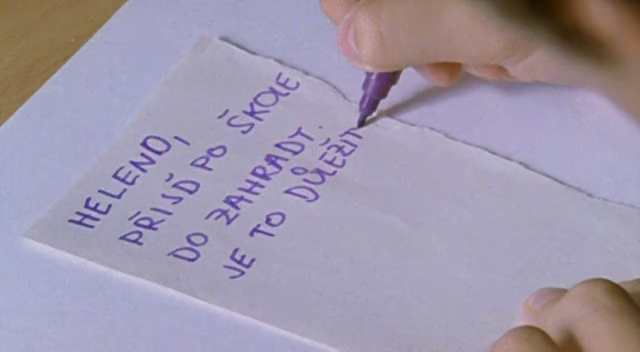 HELENO,
PŘIJĎ PO ŠKOLE
DO ZAHRADY.
JE TO DŮLEŽIT